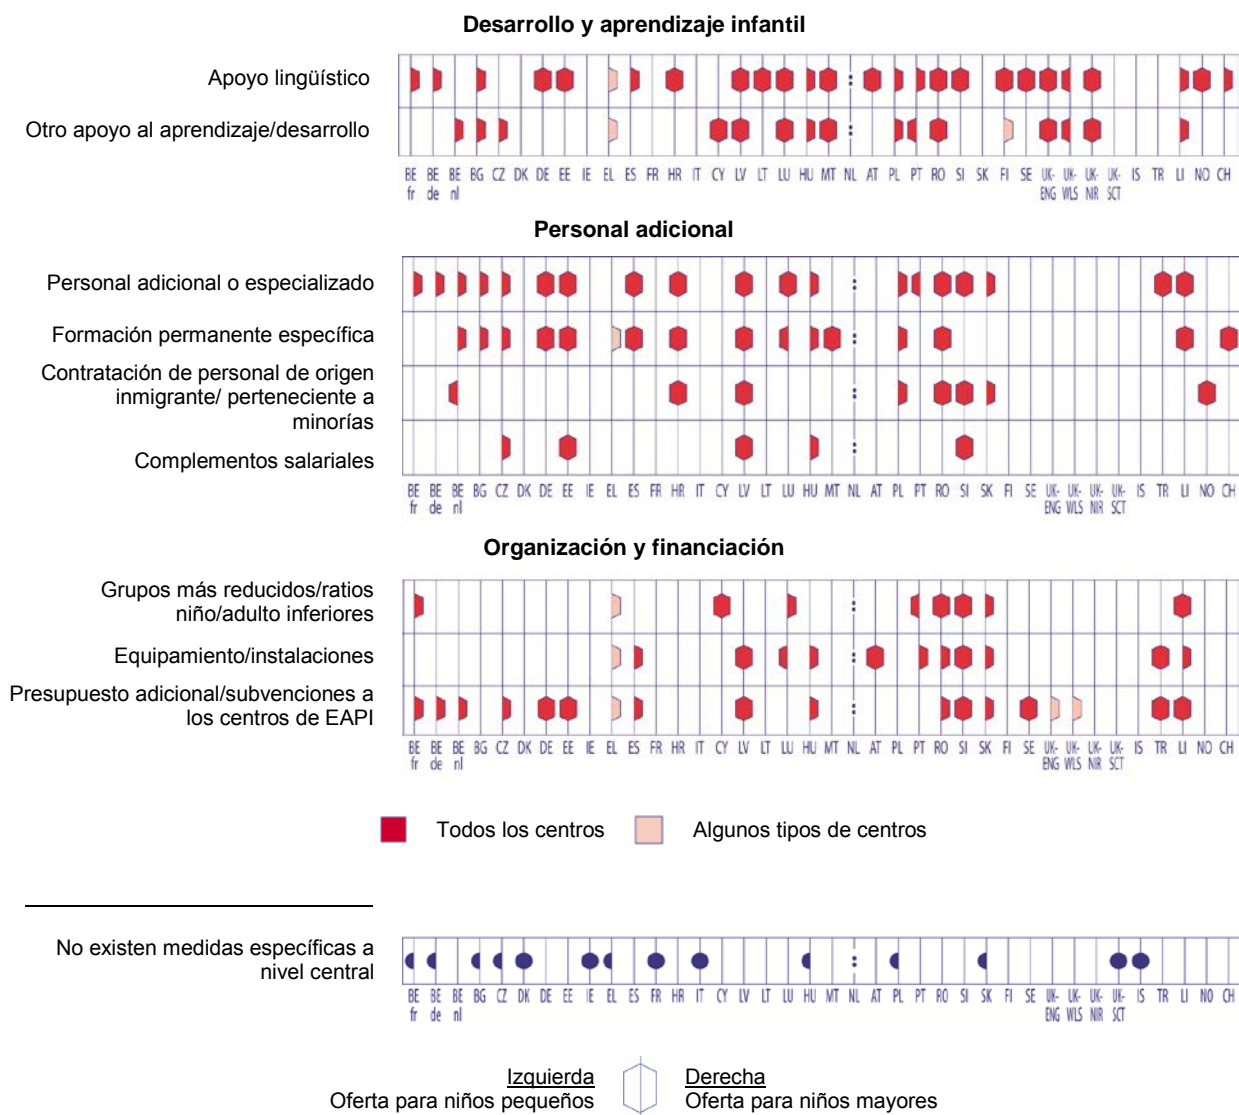 Desarrollo y aprendizaje infantil
Apoyo lingüístico
Otro apoyo al aprendizaje/desarrollo
BE BE BE BG CZ DK DE EE IE EL ES FR HR IT CY LV LT LU HU MT NL AT PL PT RO SI SK FI SE UK- UK- UK- UK- IS TR LI NO CH
fr de nl ENG WLS NIR SCT
Personal adicional
Personal adicional o especializado
Formación permanente específica
Contratación de personal de origen
inmigrante/ perteneciente a
minorías
Complementos salariales
BE BE BE BG CZ DK DE EE IE EL ES FR HR IT CY LV LT LU HU MT NL AT PL PT RO SI SK FI SE UK- UK- UK- UK- IS TR LI NO CH
fr de nl ENG WLS NIR SCT
Organización y financiación
Grupos más reducidos/ratios
niño/adulto inferiores
Equipamiento/instalaciones
Presupuesto adicional/subvenciones a
los centros de EAPI
BE BE BE BG CZ DK DE EE IE EL ES FR HR IT CY LV LT LU HU MT NL AT PL PT RO SI SK FI SE UK- UK- UK- UK- IS TR LI NO CH
fr de nl ENG WLS NIR SCT
Todos los centros Algunos tipos de centros
No existen medidas específicas a
nivel central
BE BE BE BG CZ DK DE EE IE EL ES FR HR IT CY LV LT LU HU MT NL AT PL PT RO SI SK FI SE UK- UK- UK- UK- IS TR LI NO CH
fr de nl ENG WLS NIR SCT
Izquierda Derecha
Oferta para niños pequeños Oferta para niños mayores